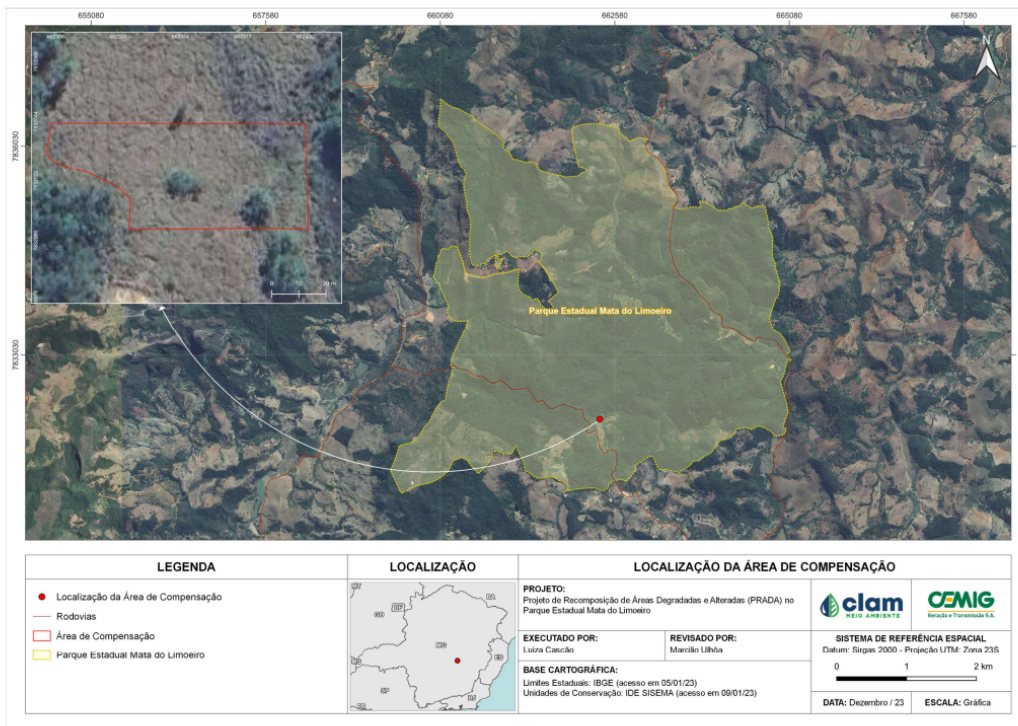 655080 657580 660080 662580 665080 667580
N
7836030
7833030
0 20 m
Parque Estadual Mata do Limoeiro
LEGENDA
Localização da Área de Compensação
Rodovias
Área de Compensação
Parque Estadual Mata do Limoeiro
LOCALIZAÇÃO
BA
GO
DF
MG
ES
SP
RJ
LOCALIZAÇÃO DA ÁREA DE COMPENSAÇÃO
PROJETO:
Projeto de Recomposição de Áreas Degradadas e Alteradas (PRADA) no
Parque Estadual Mata do Limoeiro
EXECUTADO POR:
Luiza Cascão
REVISADO POR:
Marcílio Ulhôa
BASE CARTOGRÁFICA:
Limites Estaduais: IBGE (acesso em 05/01/23)
Unidades de Conservação: IDE SISEMA (acesso em 09/01/23)
clam
MEIO AMBIENTE
CEMIG
Geração e Transmissão S.A.
SISTEMA DE REFERÊNCIA ESPACIAL
Datum: Sirgas 2000 - Projeção UTM: Zona 23S
0 1 2 km
DATA: Dezembro / 23
ESCALA: Gráfica